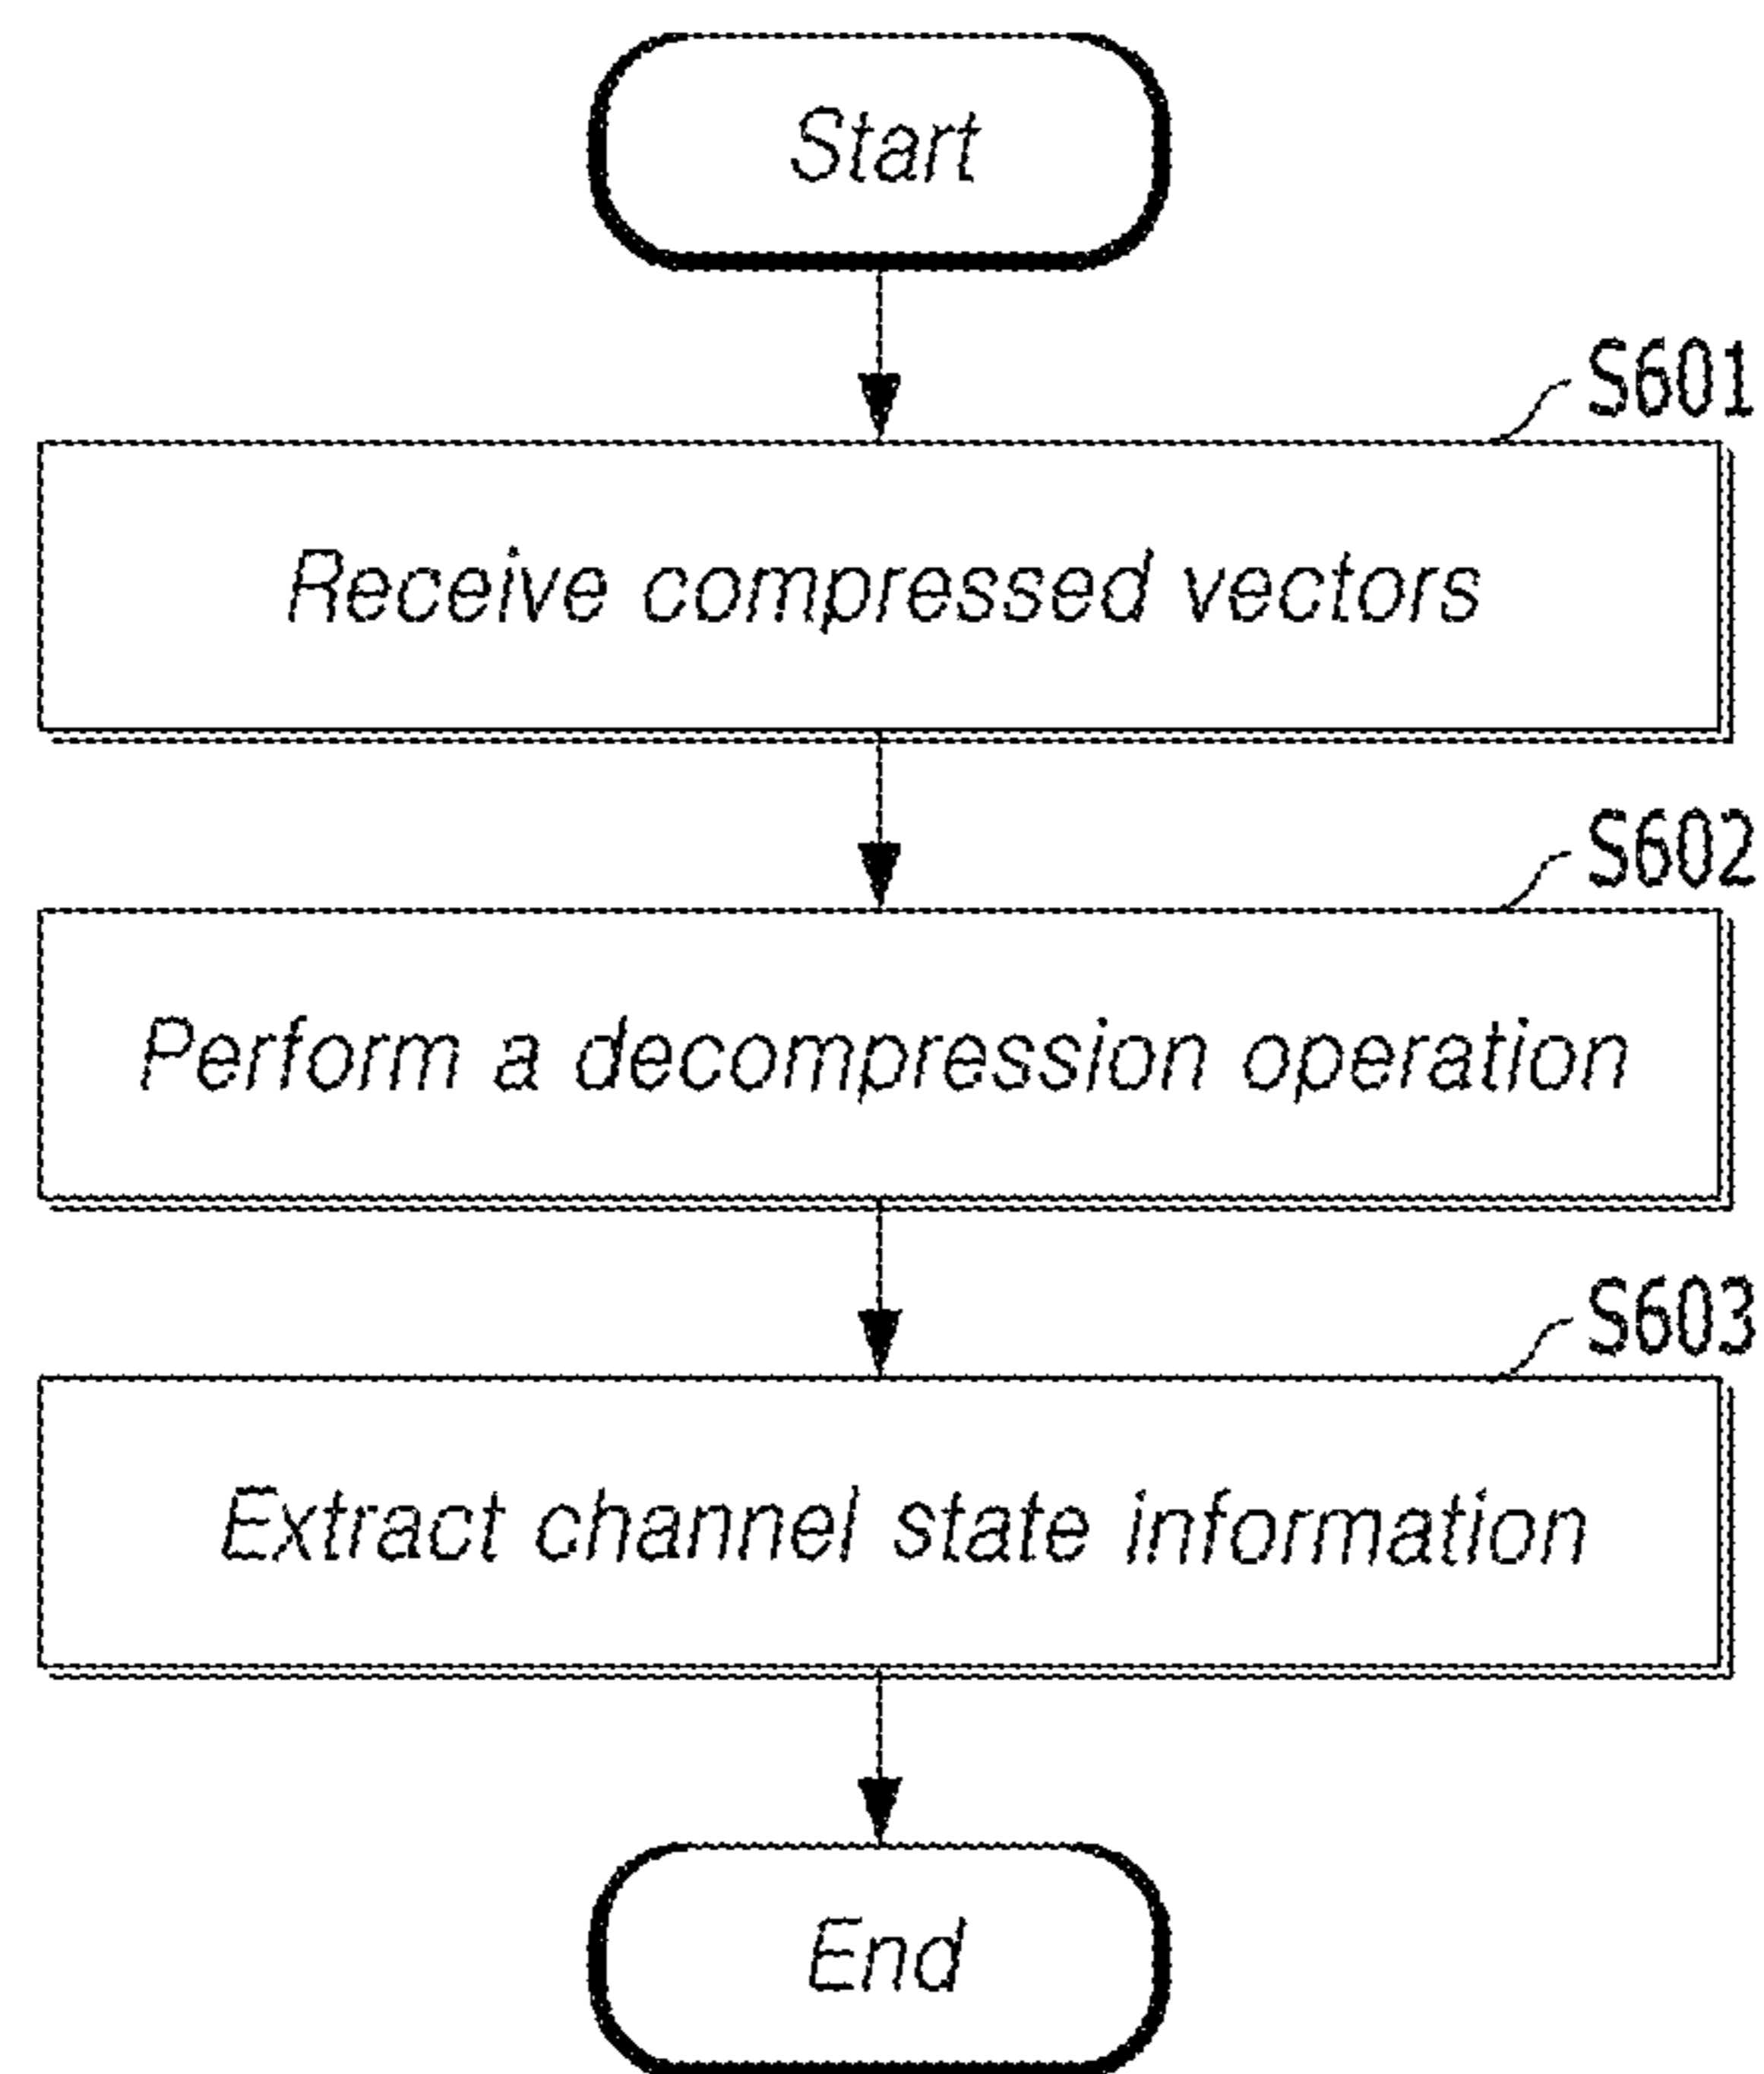 Start
S601
Receive compressed vectors
S602
Perform a decompression operation
S603
Extract channel state information
End